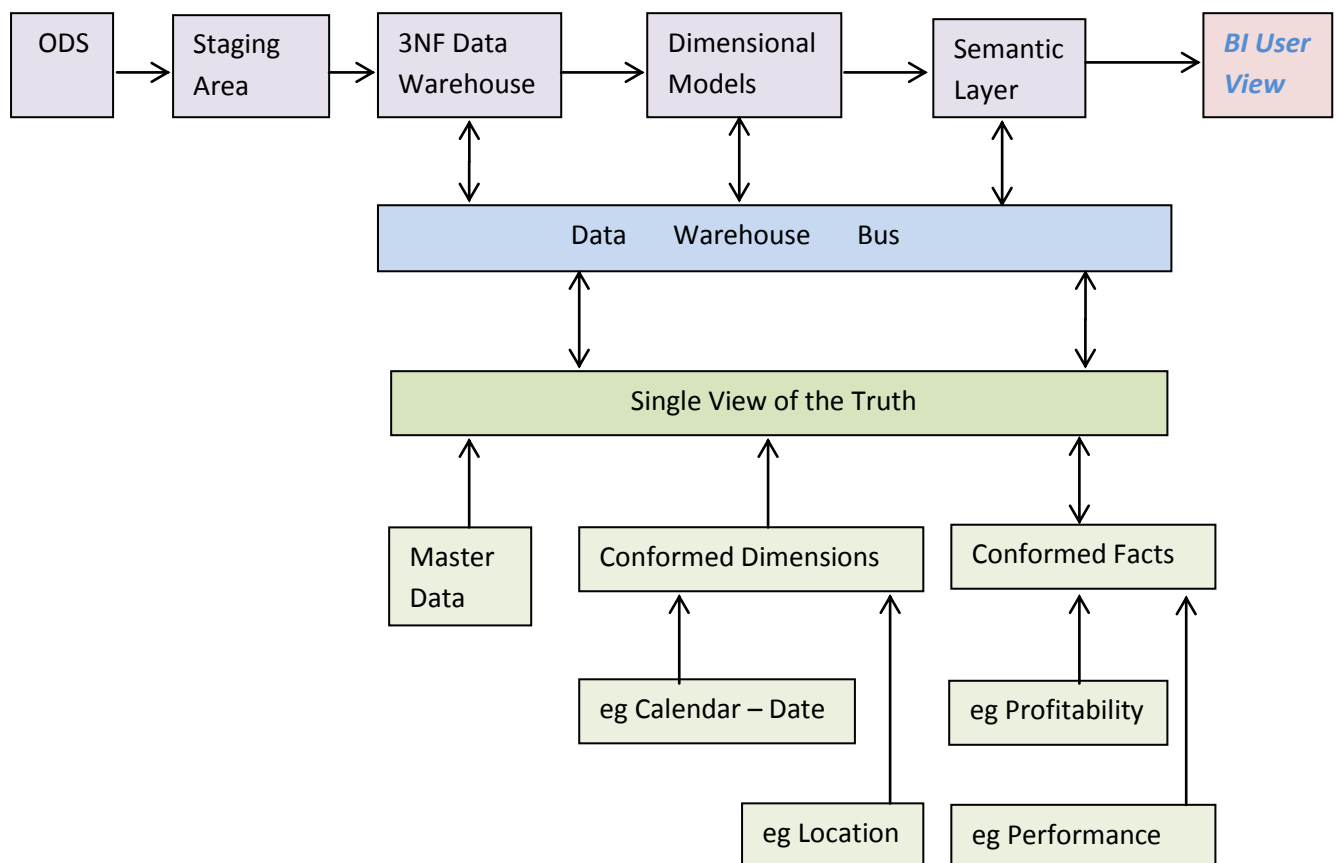 ODS
Staging
Area
3NF Data
Warehouse
Dimensional
Models
Semantic
Layer
BI User
View
Data Warehouse Bus
Single View of the Truth
Master
Data
Conformed Dimensions
Conformed Facts
eg Calendar – Date
eg Profitability
eg Location
eg Performance